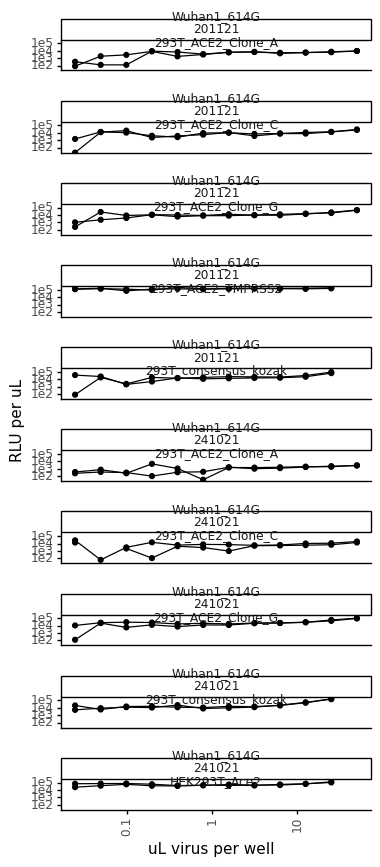 Wuhan1_614G
201121
293T_ACE2_Clone_A
1e5
1e4
1e3
1e2
Wuhan1_614G
201121
293T_ACE2_Clone_C
1e5
1e4
1e3
1e2
Wuhan1_614G
201121
293T_ACE2_Clone_G
1e5
1e4
1e3
1e2
Wuhan1_614G
201121
293T_ACE2_TMPRSS2
1e5
1e4
1e3
1e2
Wuhan1_614G
201121
293T_consensus_kozak
1e5
1e4
1e3
1e2
RLU per uL
Wuhan1_614G
241021
293T_ACE2_Clone_A
1e5
1e4
1e3
1e2
Wuhan1_614G
241021
293T_ACE2_Clone_C
1e5
1e4
1e3
1e2
Wuhan1_614G
241021
293T_ACE2_Clone_G
1e5
1e4
1e3
1e2
Wuhan1_614G
241021
293T_consensus_kozak
1e5
1e4
1e3
1e2
Wuhan1_614G
241021
HEK293T_Ace2
1e5
1e4
1e3
1e2
0.1
1
10
uL virus per well